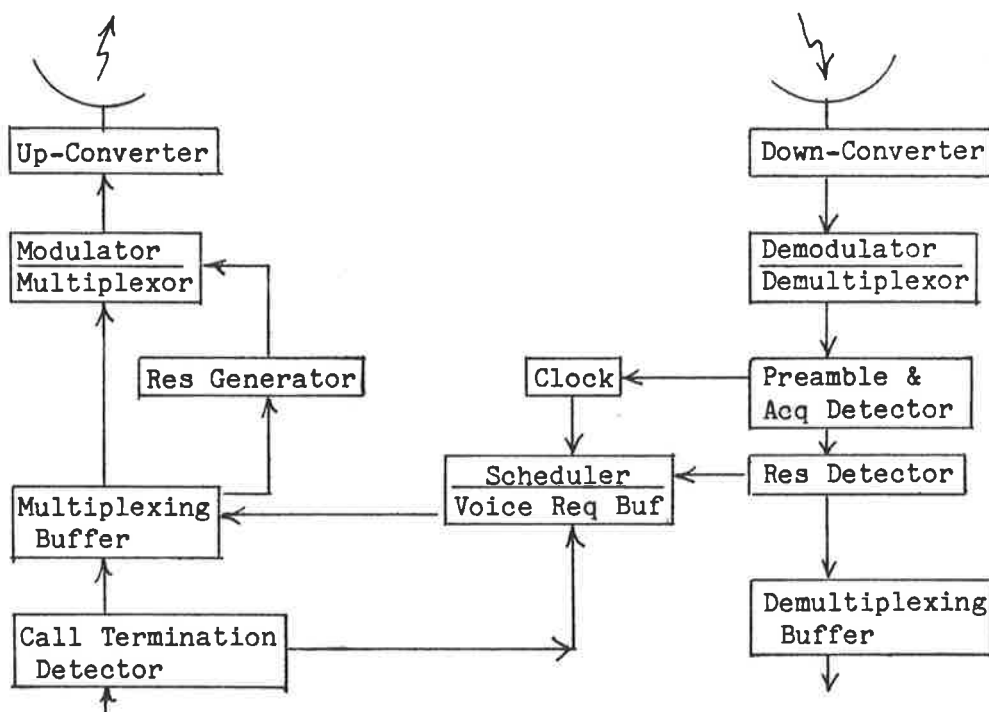 Up-Converter
Down-Converter
Modulator
Multiplexor
Demodulator
Demultiplexor
Res Generator
Clock
Preamble &
Acq Detector
Scheduler
Voice Req Buf
Res Detector
Multiplexing
Buffer
Call Termination
Detector
Demultiplexing
Buffer